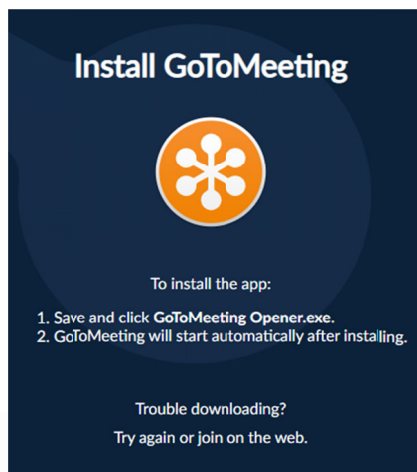 Install GoToMeeting
To install the app:
1. Save and click GoToMeeting Opener.exe.
2. GoToMeeting will start automatically after installing.
Trouble downloading?
Try again or join on the web.